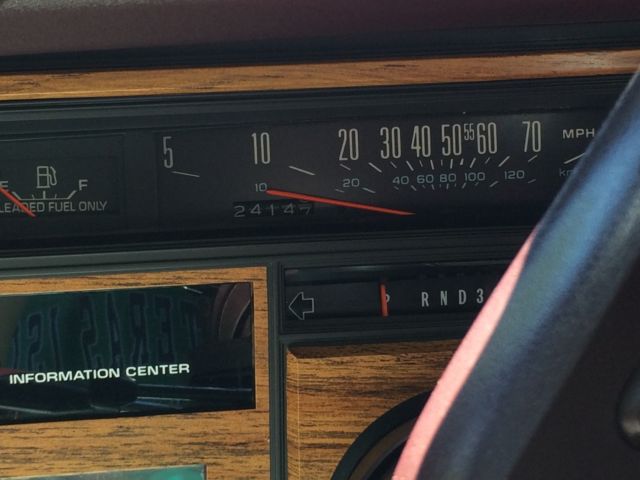 5 10 20 30 40 50 55 60 70 MPH
E F
10 20 40 60 80 100 120
LEADED FUEL ONLY
24147
P R N D 3
INFORMATION CENTER